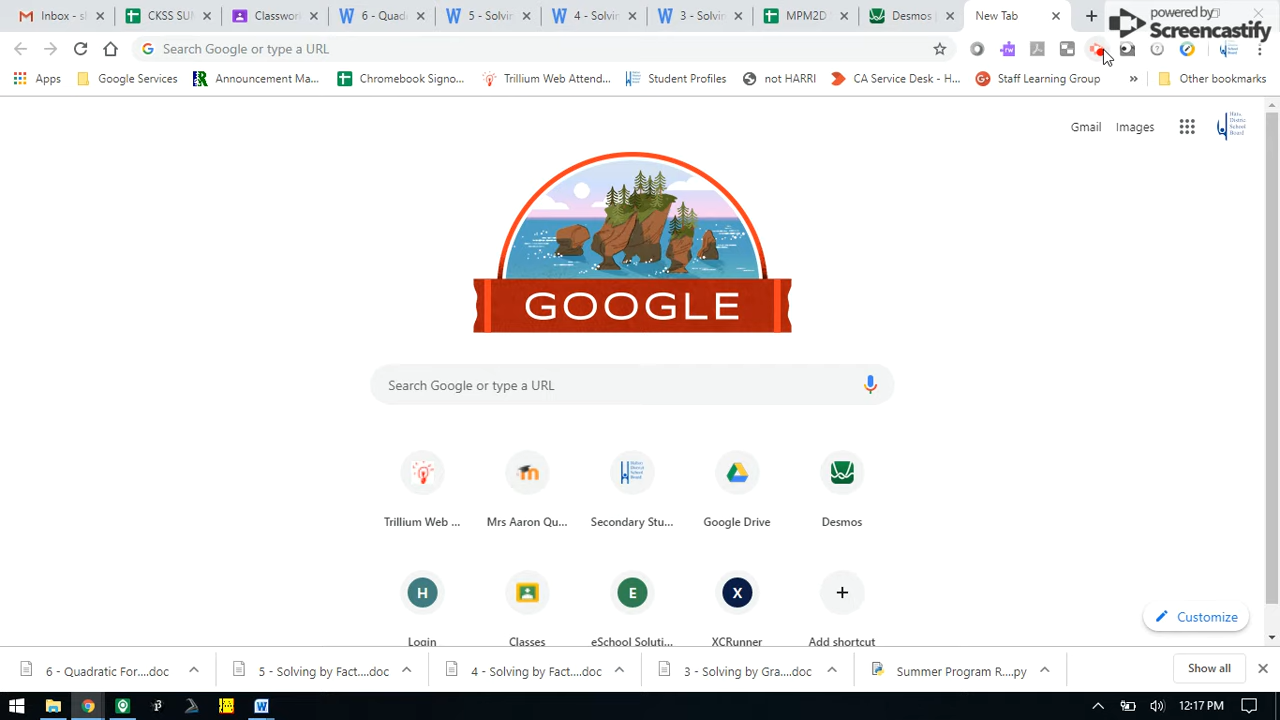 Inbox - sl
CKSS SUM
Classwor
6 - Quad
5 - Solvi
4 - Solvi
3 - Solvin
MPM2D
Desmos
New Tab
powered by
Screencastify
Search Google or type a URL
Apps
Google Services
Announcement Ma...
Chromebook Signo...
Trillium Web Attend...
Student Profiles
not HARRI
CA Service Desk - H...
Staff Learning Group
Other bookmarks
Gmail
Images
GOOGLE
Search Google or type a URL
Trillium Web ...
Mrs Aaron Qu...
Secondary Stu...
Google Drive
Desmos
H
E
X
Login
Classes
eSchool Soluti...
XCRunner
Add shortcut
Customize
6 - Quadratic For....doc
5 - Solving by Fact....doc
4 - Solving by Fact....doc
3 - Solving by Gra....doc
Summer Program R....py
Show all
12:17 PM